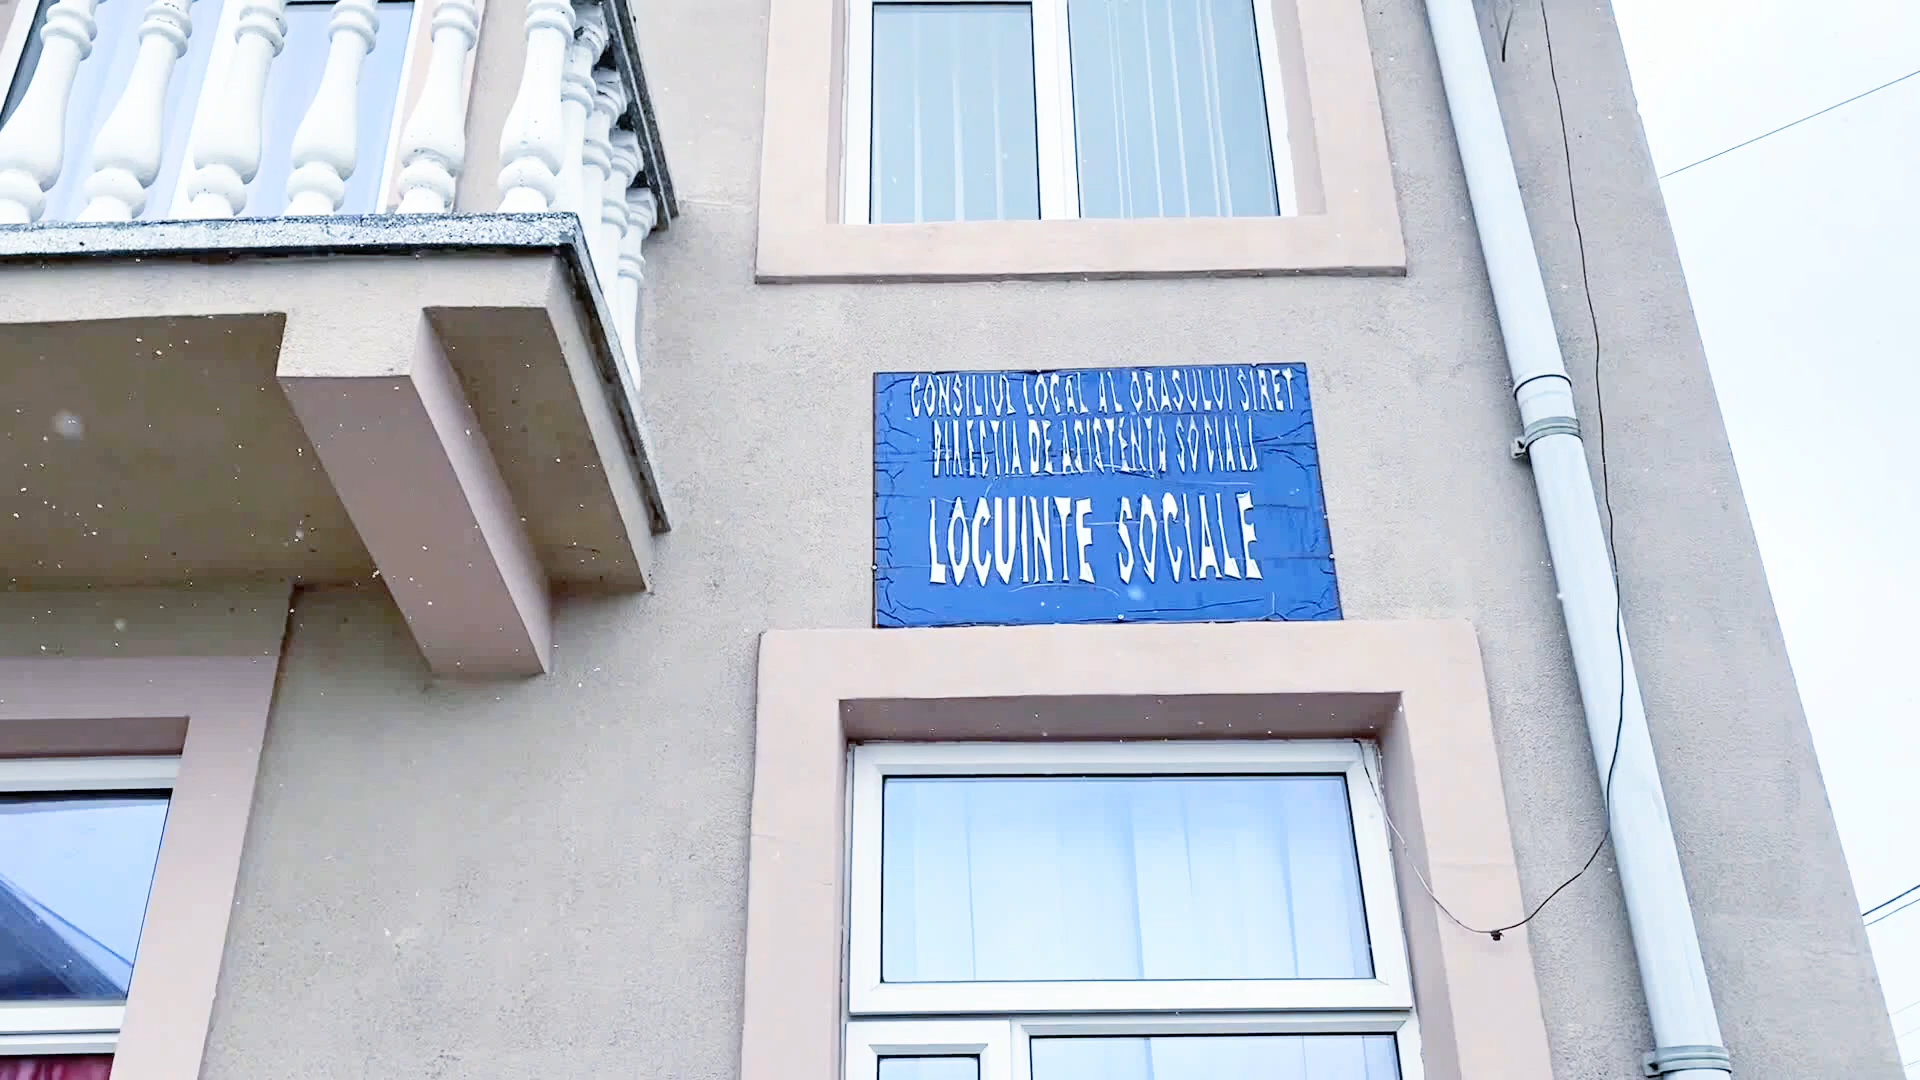 CONSILIUL LOCAL AL ORASULUI SIRET
DIRECTIA DE ASISTENTA SOCIALA
LOCUINTE SOCIALE